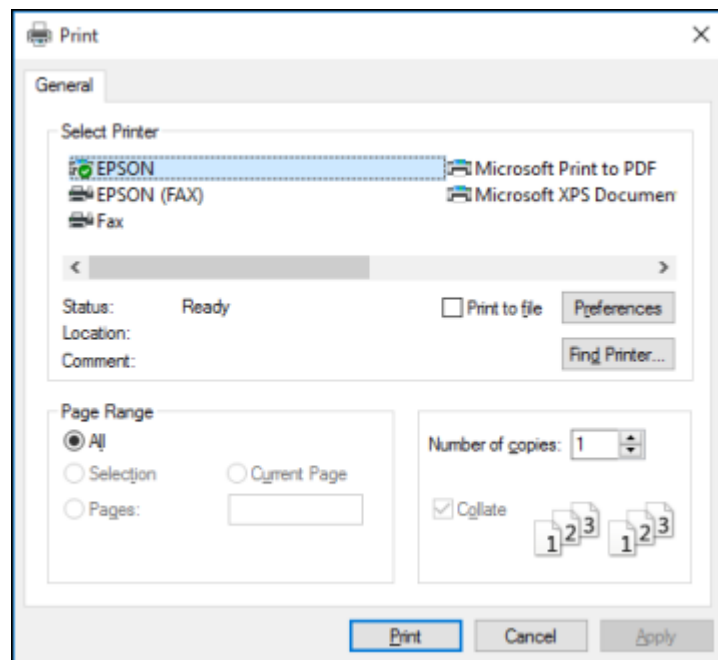 Print
General
Select Printer
EPSON
Microsoft Print to PDF
EPSON (FAX)
Microsoft XPS Documen
Fax
Status: Ready
Print to file
Preferences
Location:
Comment:
Find Printer...
Page Range
All
Selection
Current Page
Pages:
Number of copies: 1
Collate
1 2 3 1 2 3
Print
Cancel
Apply